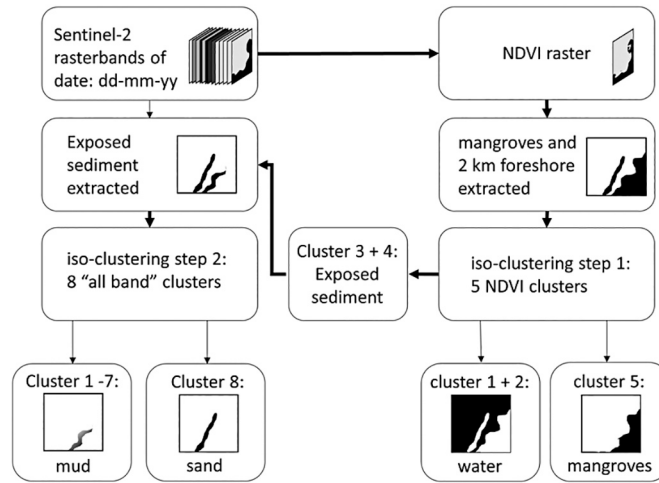 Sentinel-2
rasterbands of
date: dd-mm-yy
NDVI raster
Exposed
sediment
extracted
mangroves and
2 km foreshore
extracted
iso-clustering step 2:
8 “all band” clusters
Cluster 3 + 4:
Exposed
sediment
iso-clustering step 1:
5 NDVI clusters
Cluster 1 -7:
mud
Cluster 8:
sand
cluster 1 + 2:
water
cluster 5:
mangroves